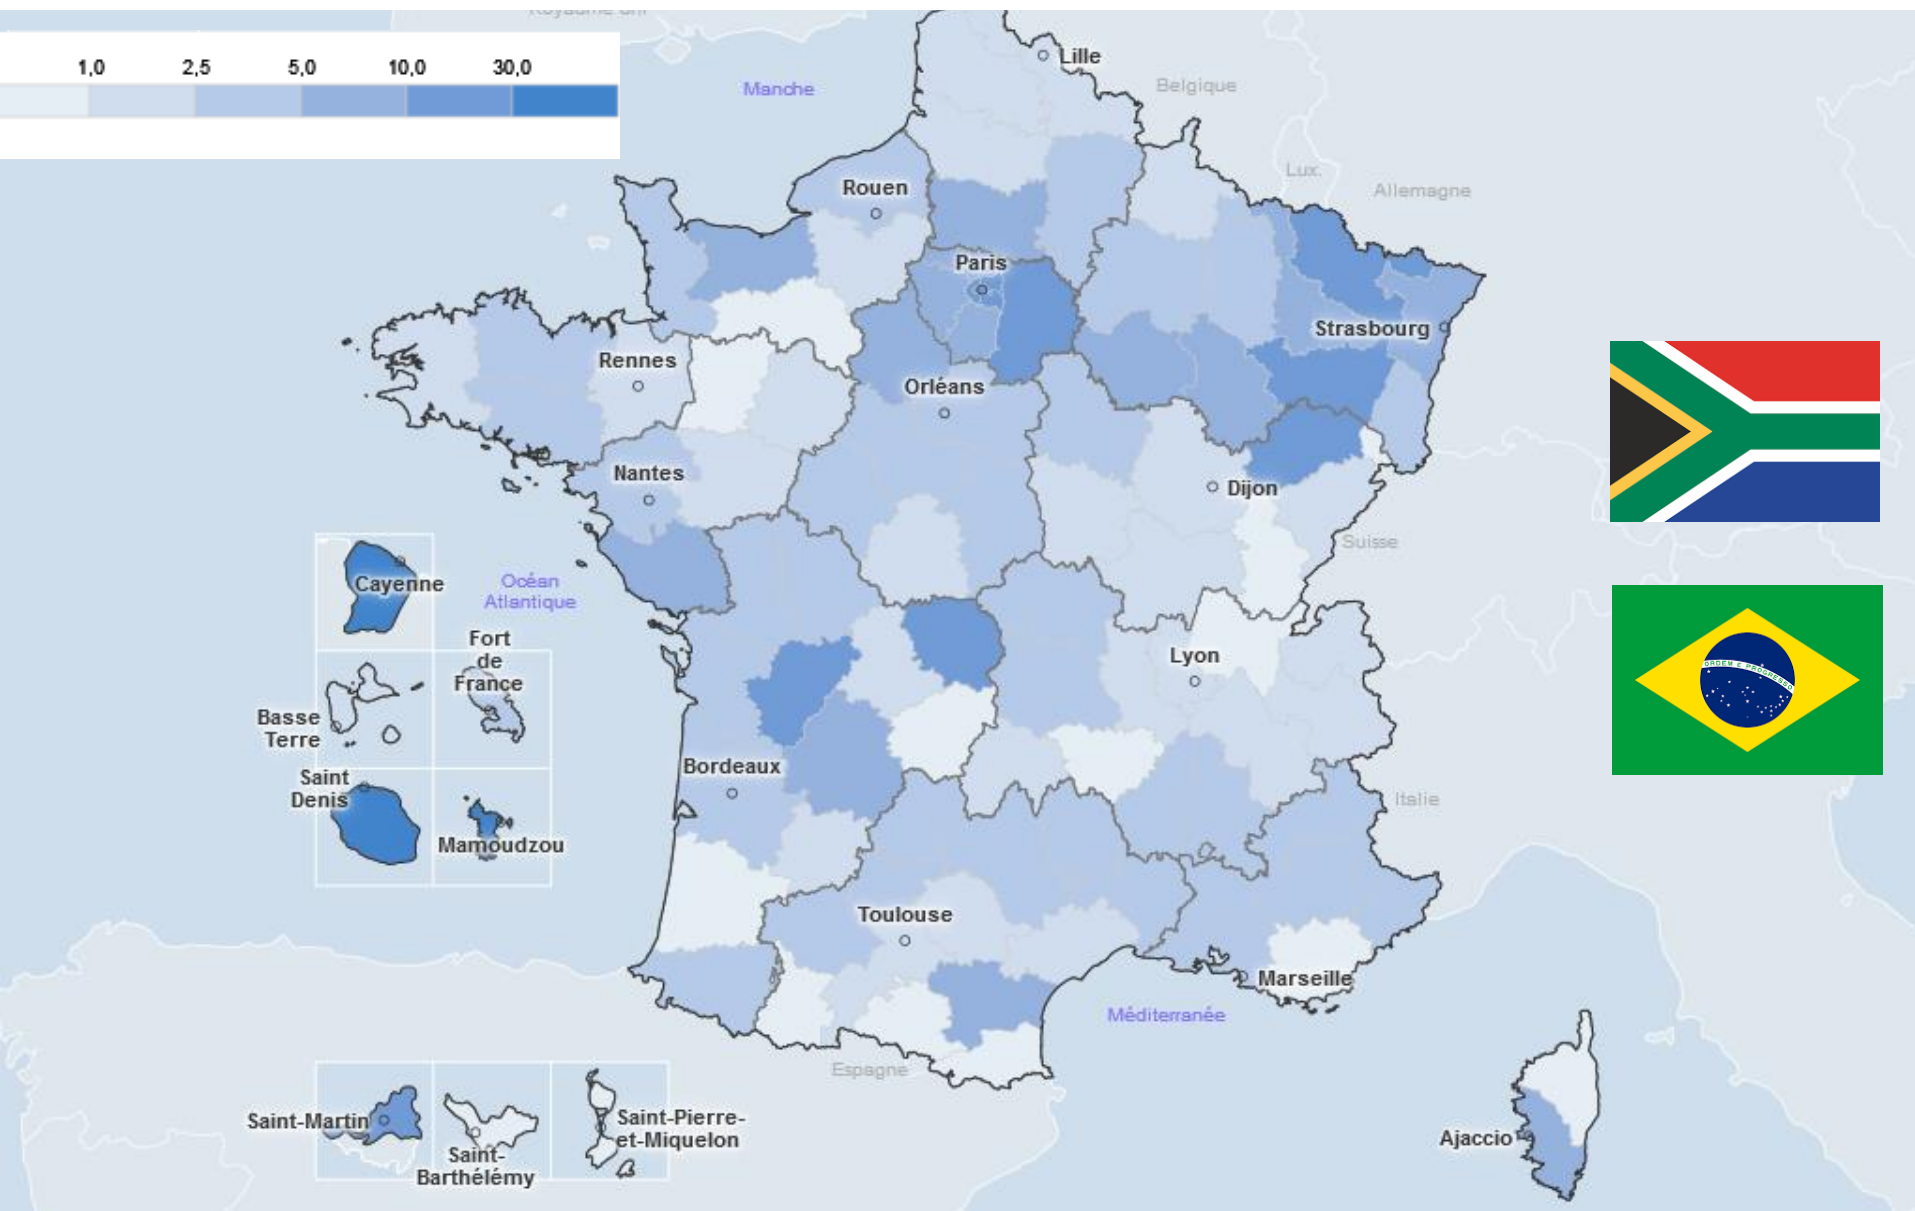 Royaume Uni
1,0 2,5 5,0 10,0 30,0
Manche
Lille
Belgique
Lux.
Allemagne
Rouen
Paris
Strasbourg
Rennes
Orléans
Nantes
Dijon
Suisse
Cayenne
Océan
Atlantique
Fort
de
France
Basse
Terre
Lyon
Saint
Denis
Bordeaux
Mamoudzou
Italie
Toulouse
Marseille
Méditerranée
Espagne
Saint-Martin
Saint-
Barthélémy
Saint-Pierre-
et-Miquelon
Ajaccio
ORDEM E PROGRESSO